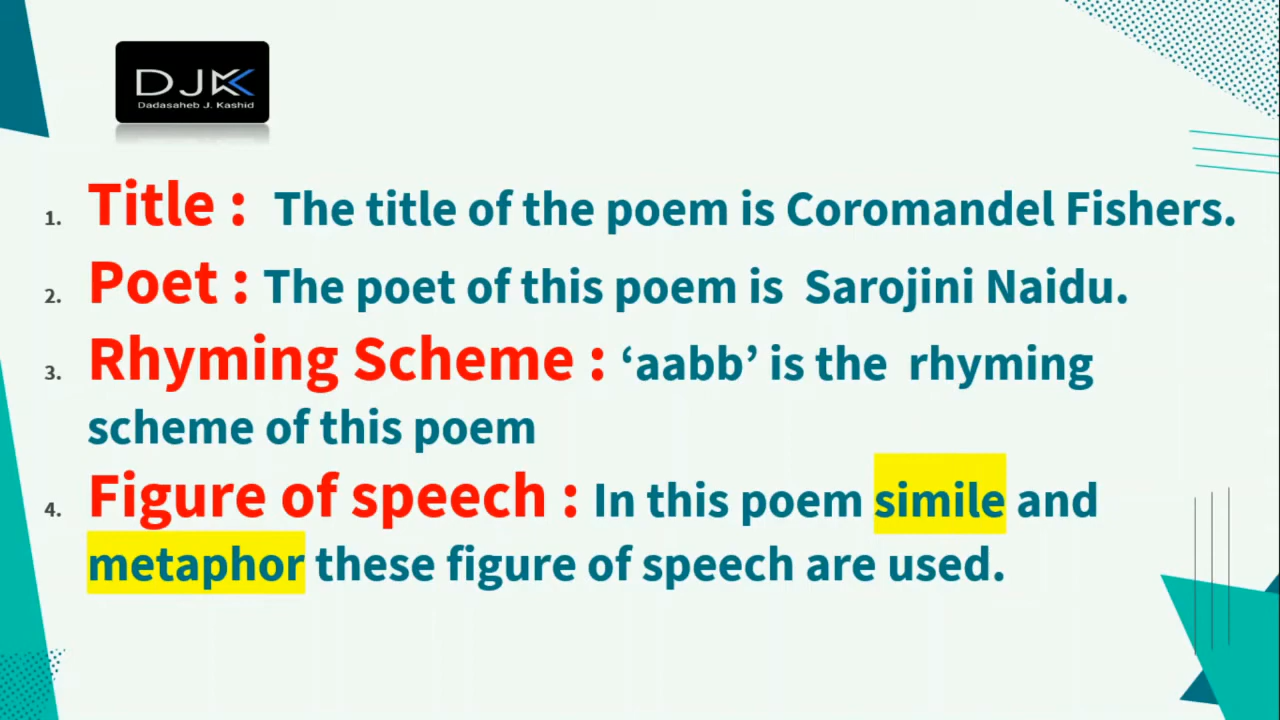 DJK
Dadasaheb J. Kashid
1. Title : The title of the poem is Coromandel Fishers.
2. Poet : The poet of this poem is Sarojini Naidu.
3. Rhyming Scheme : ‘aabb’ is the rhyming
scheme of this poem
4. Figure of speech : In this poem simile and
metaphor these figure of speech are used.